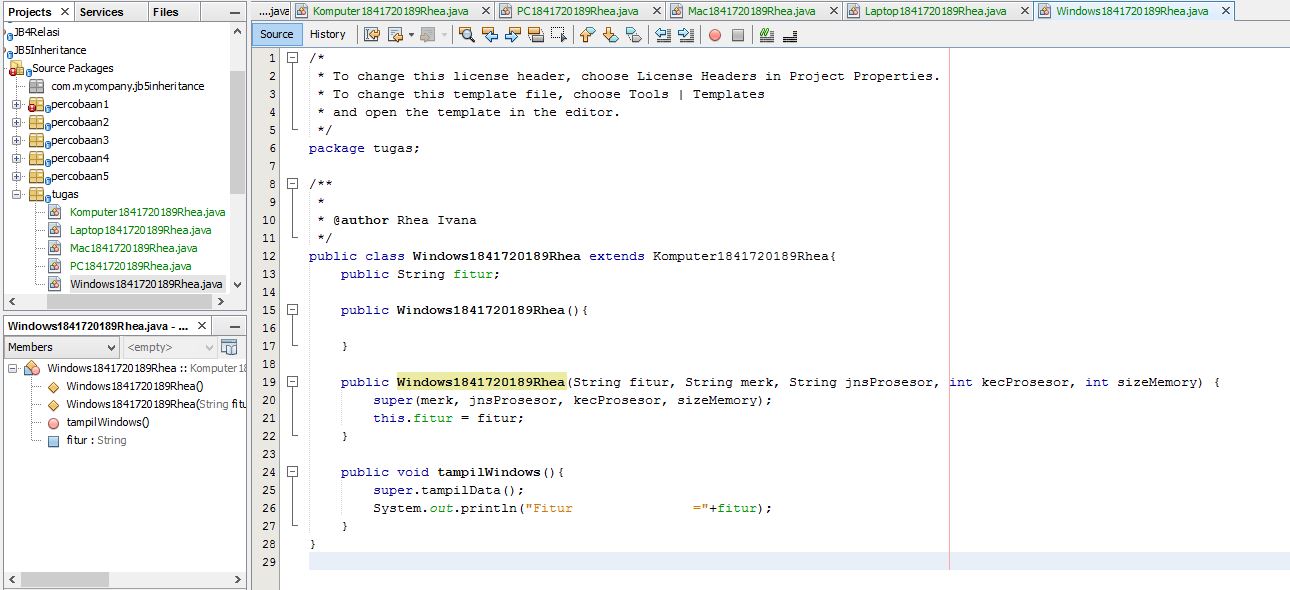 Projects
Services
Files
JB4Relasi
JB5Inheritance
Source Packages
com.mycompany.jb5inheritance
percobaan1
percobaan2
percobaan3
percobaan4
percobaan5
tugas
Komputer1841720189Rhea.java
Laptop1841720189Rhea.java
Mac1841720189Rhea.java
PC1841720189Rhea.java
Windows1841720189Rhea.java
Windows1841720189Rhea.java - ...
Members <empty>
Windows1841720189Rhea :: Komputer18
Windows1841720189Rhea()
Windows1841720189Rhea(String fitu
tampilWindows()
fitur : String
....java Komputer1841720189Rhea.java PC1841720189Rhea.java Mac1841720189Rhea.java Laptop1841720189Rhea.java Windows1841720189Rhea.java
Source History
1 /*
2 * To change this license header, choose License Headers in Project Properties.
3 * To change this template file, choose Tools | Templates
4 * and open the template in the editor.
5 */
6 package tugas;
7
8 /**
9 *
10 * @author Rhea Ivana
11 */
12 public class Windows1841720189Rhea extends Komputer1841720189Rhea{
13 public String fitur;
14
15 public Windows1841720189Rhea(){
16
17 }
18
19 public Windows1841720189Rhea(String fitur, String merk, String jnsProsesor, int kecProsesor, int sizeMemory) {
20 super(merk, jnsProsesor, kecProsesor, sizeMemory);
21 this.fitur = fitur;
22 }
23
24 public void tampilWindows(){
25 super.tampilData();
26 System.out.println("Fitur               ="+fitur);
27 }
28 }
29